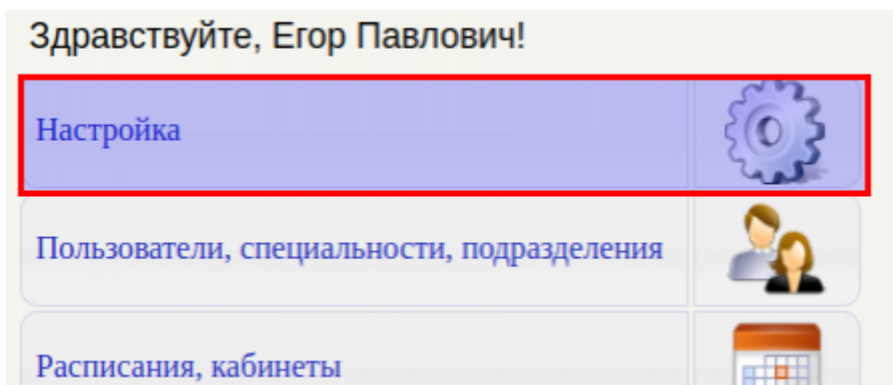 Здравствуйте, Егор Павлович!
Настройка
Пользователи, специальности, подразделения
Расписания, кабинеты